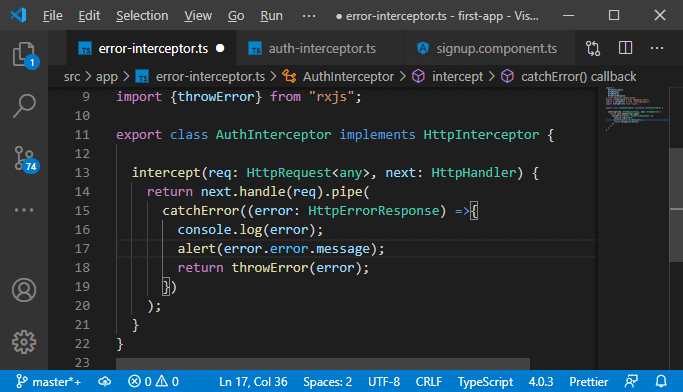 File Edit Selection View Go Run ··· error-interceptor.ts - first-app - Vis...
TS error-interceptor.ts ● TS auth-interceptor.ts signup.component.ts ···
src > app > TS error-interceptor.ts > AuthInterceptor > intercept > catchError() callback
9 import {throwError} from "rxjs";
10
11 export class AuthInterceptor implements HttpInterceptor {
12
13 intercept(req: HttpRequest<any>, next: HttpHandler) {
14 return next.handle(req).pipe(
15 catchError((error: HttpErrorResponse) =>{
16 console.log(error);
17 alert(error.error.message);
18 return throwError(error);
19 })
20 );
21 }
22 }
23
1
74
master*+ 0 0 Ln 17, Col 36 Spaces: 2 UTF-8 CRLF TypeScript 4.0.3 Prettier